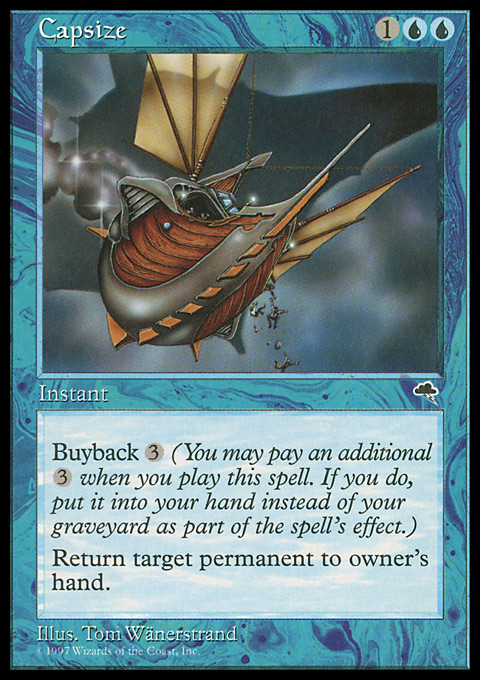 Capsize 1
Instant
Buyback 3 (You may pay an additional
3 when you play this spell. If you do,
put it into your hand instead of your
graveyard as part of the spell's effect.)
Return target permanent to owner's
hand.
Illus. Tom Wänerstrand
©1997 Wizards of the Coast, Inc.